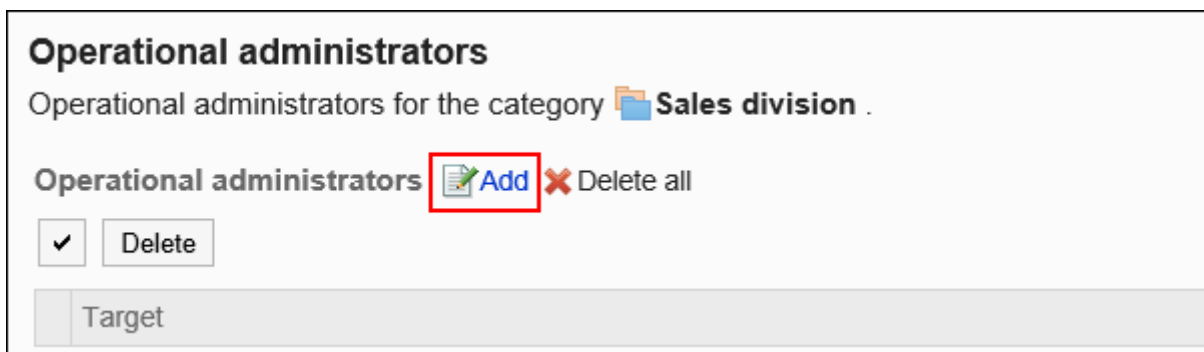 Operational administrators
Operational administrators for the category Sales division .
Operational administrators Add Delete all
Delete
Target